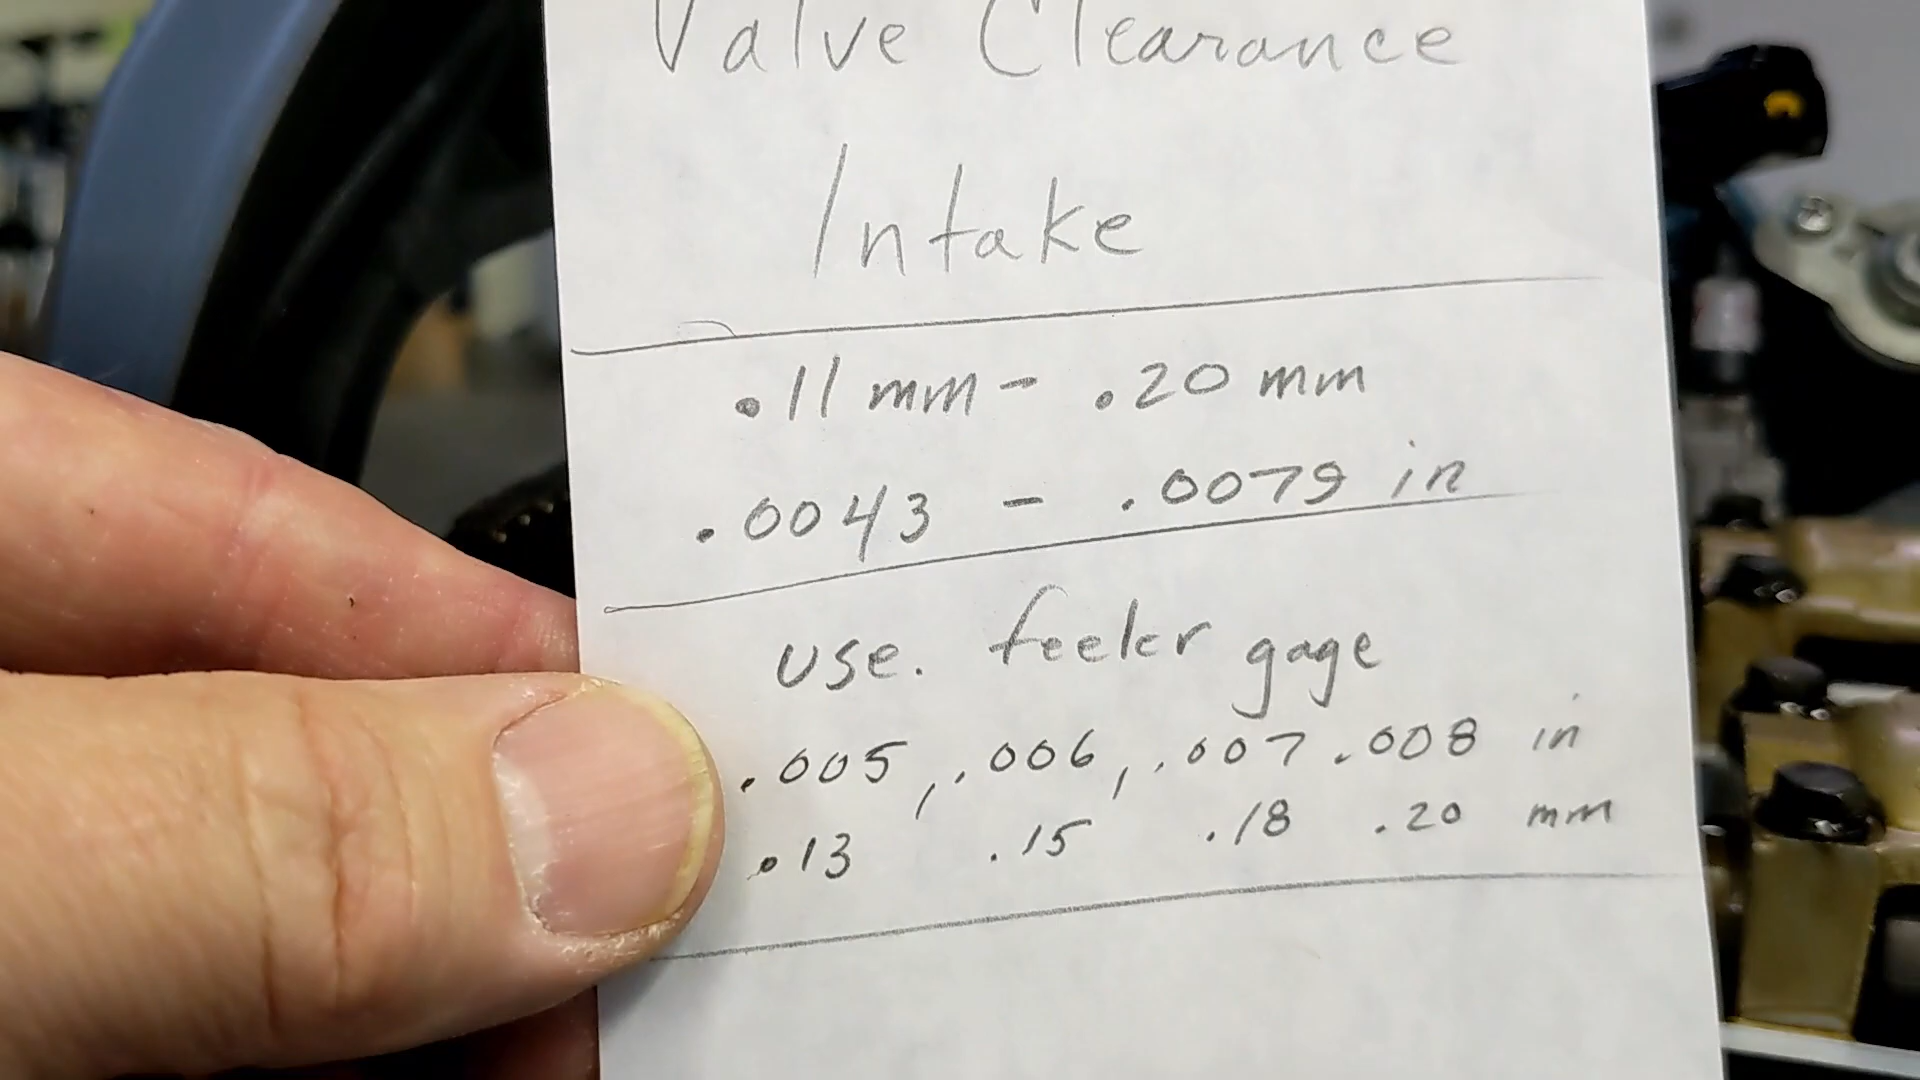 Valve Clearance
Intake
.11 mm - .20 mm
.0043 - .0079 in
use. feeler gage
.005, .006, .007 .008 in
.13 .15 .18 .20 mm